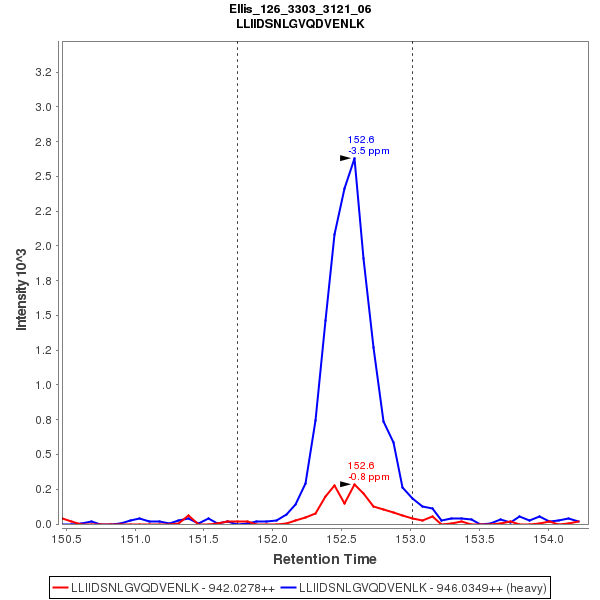 Ellis_126_3303_3121_06
LLIIDSNLGVQDVENLK
Intensity 10^3
3.2
3.0
2.8
2.5
2.2
2.0
1.8
1.5
1.2
1.0
0.8
0.5
0.2
0.0
152.6
-3.5 ppm
152.6
-0.8 ppm
150.5 151.0 151.5 152.0 152.5 153.0 153.5 154.0
Retention Time
LLIIDSNLGVQDVENLK - 942.0278++ LLIIDSNLGVQDVENLK - 946.0349++ (heavy)